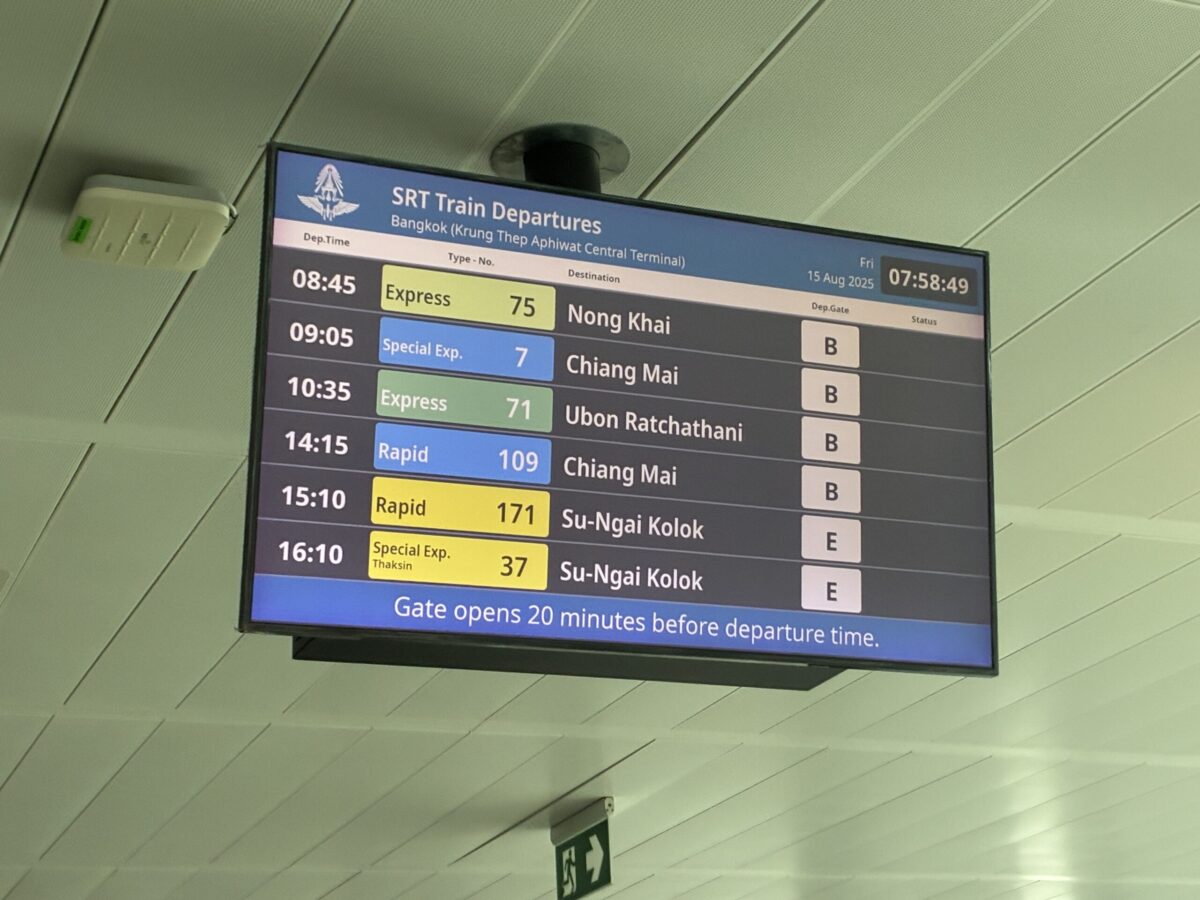 SRT Train Departures
Bangkok (Krung Thep Aphiwat Central Terminal)
Fri
15 Aug 2025 07:58:49
Dep.Time Type - No. Destination Dep.Gate Status
08:45 Express 75 Nong Khai B
09:05 Special Exp. 7 Chiang Mai B
10:35 Express 71 Ubon Ratchathani B
14:15 Rapid 109 Chiang Mai B
15:10 Rapid 171 Su-Ngai Kolok E
16:10 Special Exp. Thaksin 37 Su-Ngai Kolok E
Gate opens 20 minutes before departure time.